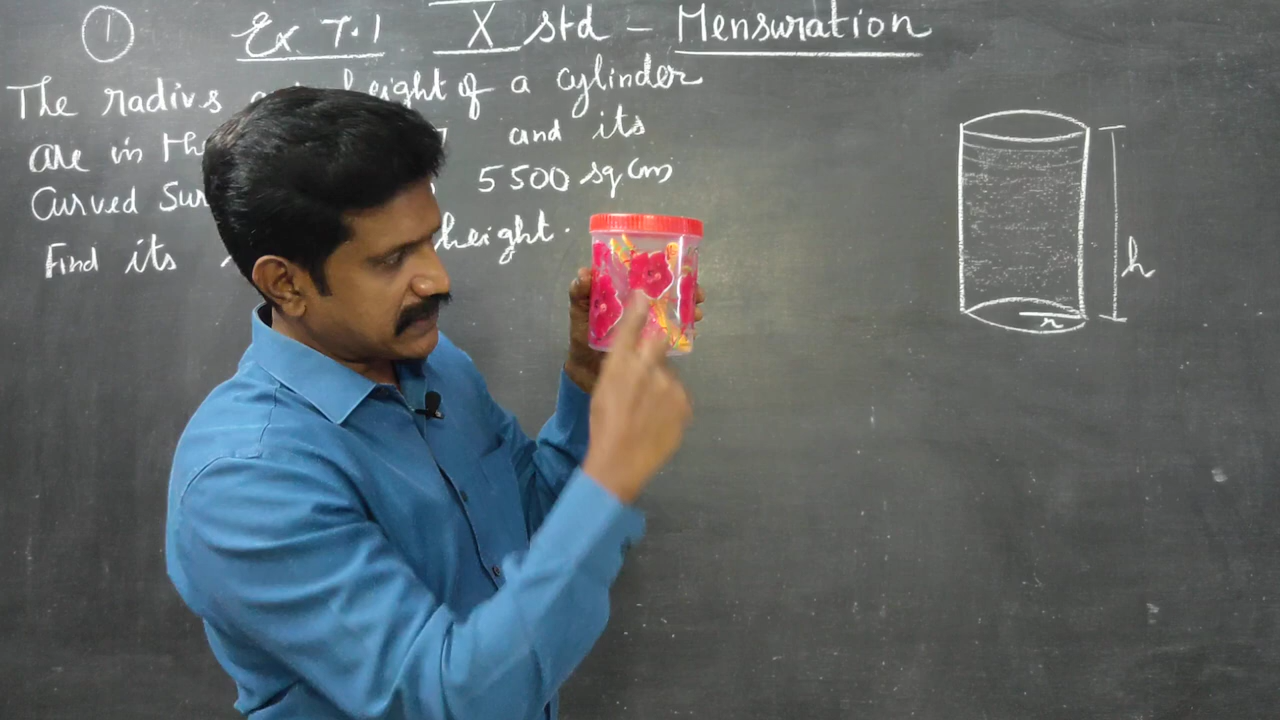 ① Ex 7.1 X std - Mensuration
The radius height of a cylinder
are in the 7 and its
Curved Sur 5500 sq cm
Find its height.
h
r